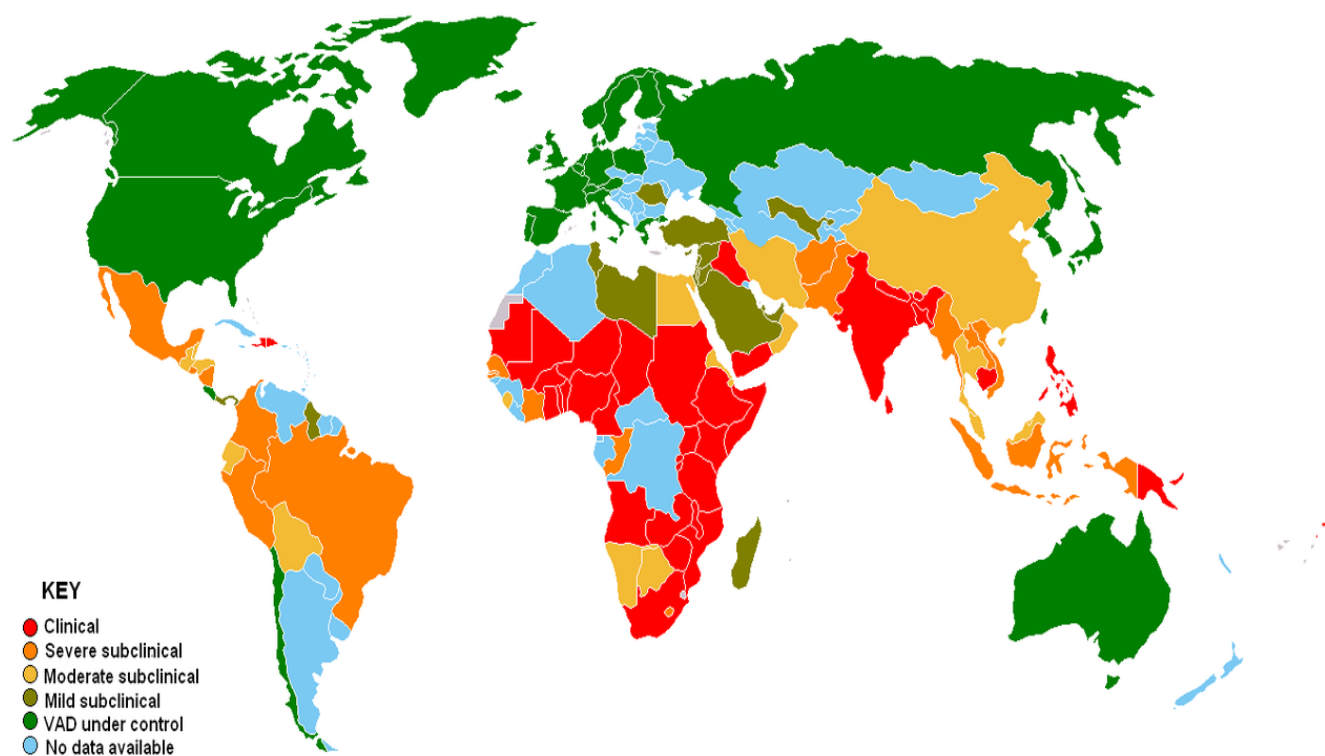 KEY
Clinical
Severe subclinical
Moderate subclinical
Mild subclinical
VAD under control
No data available